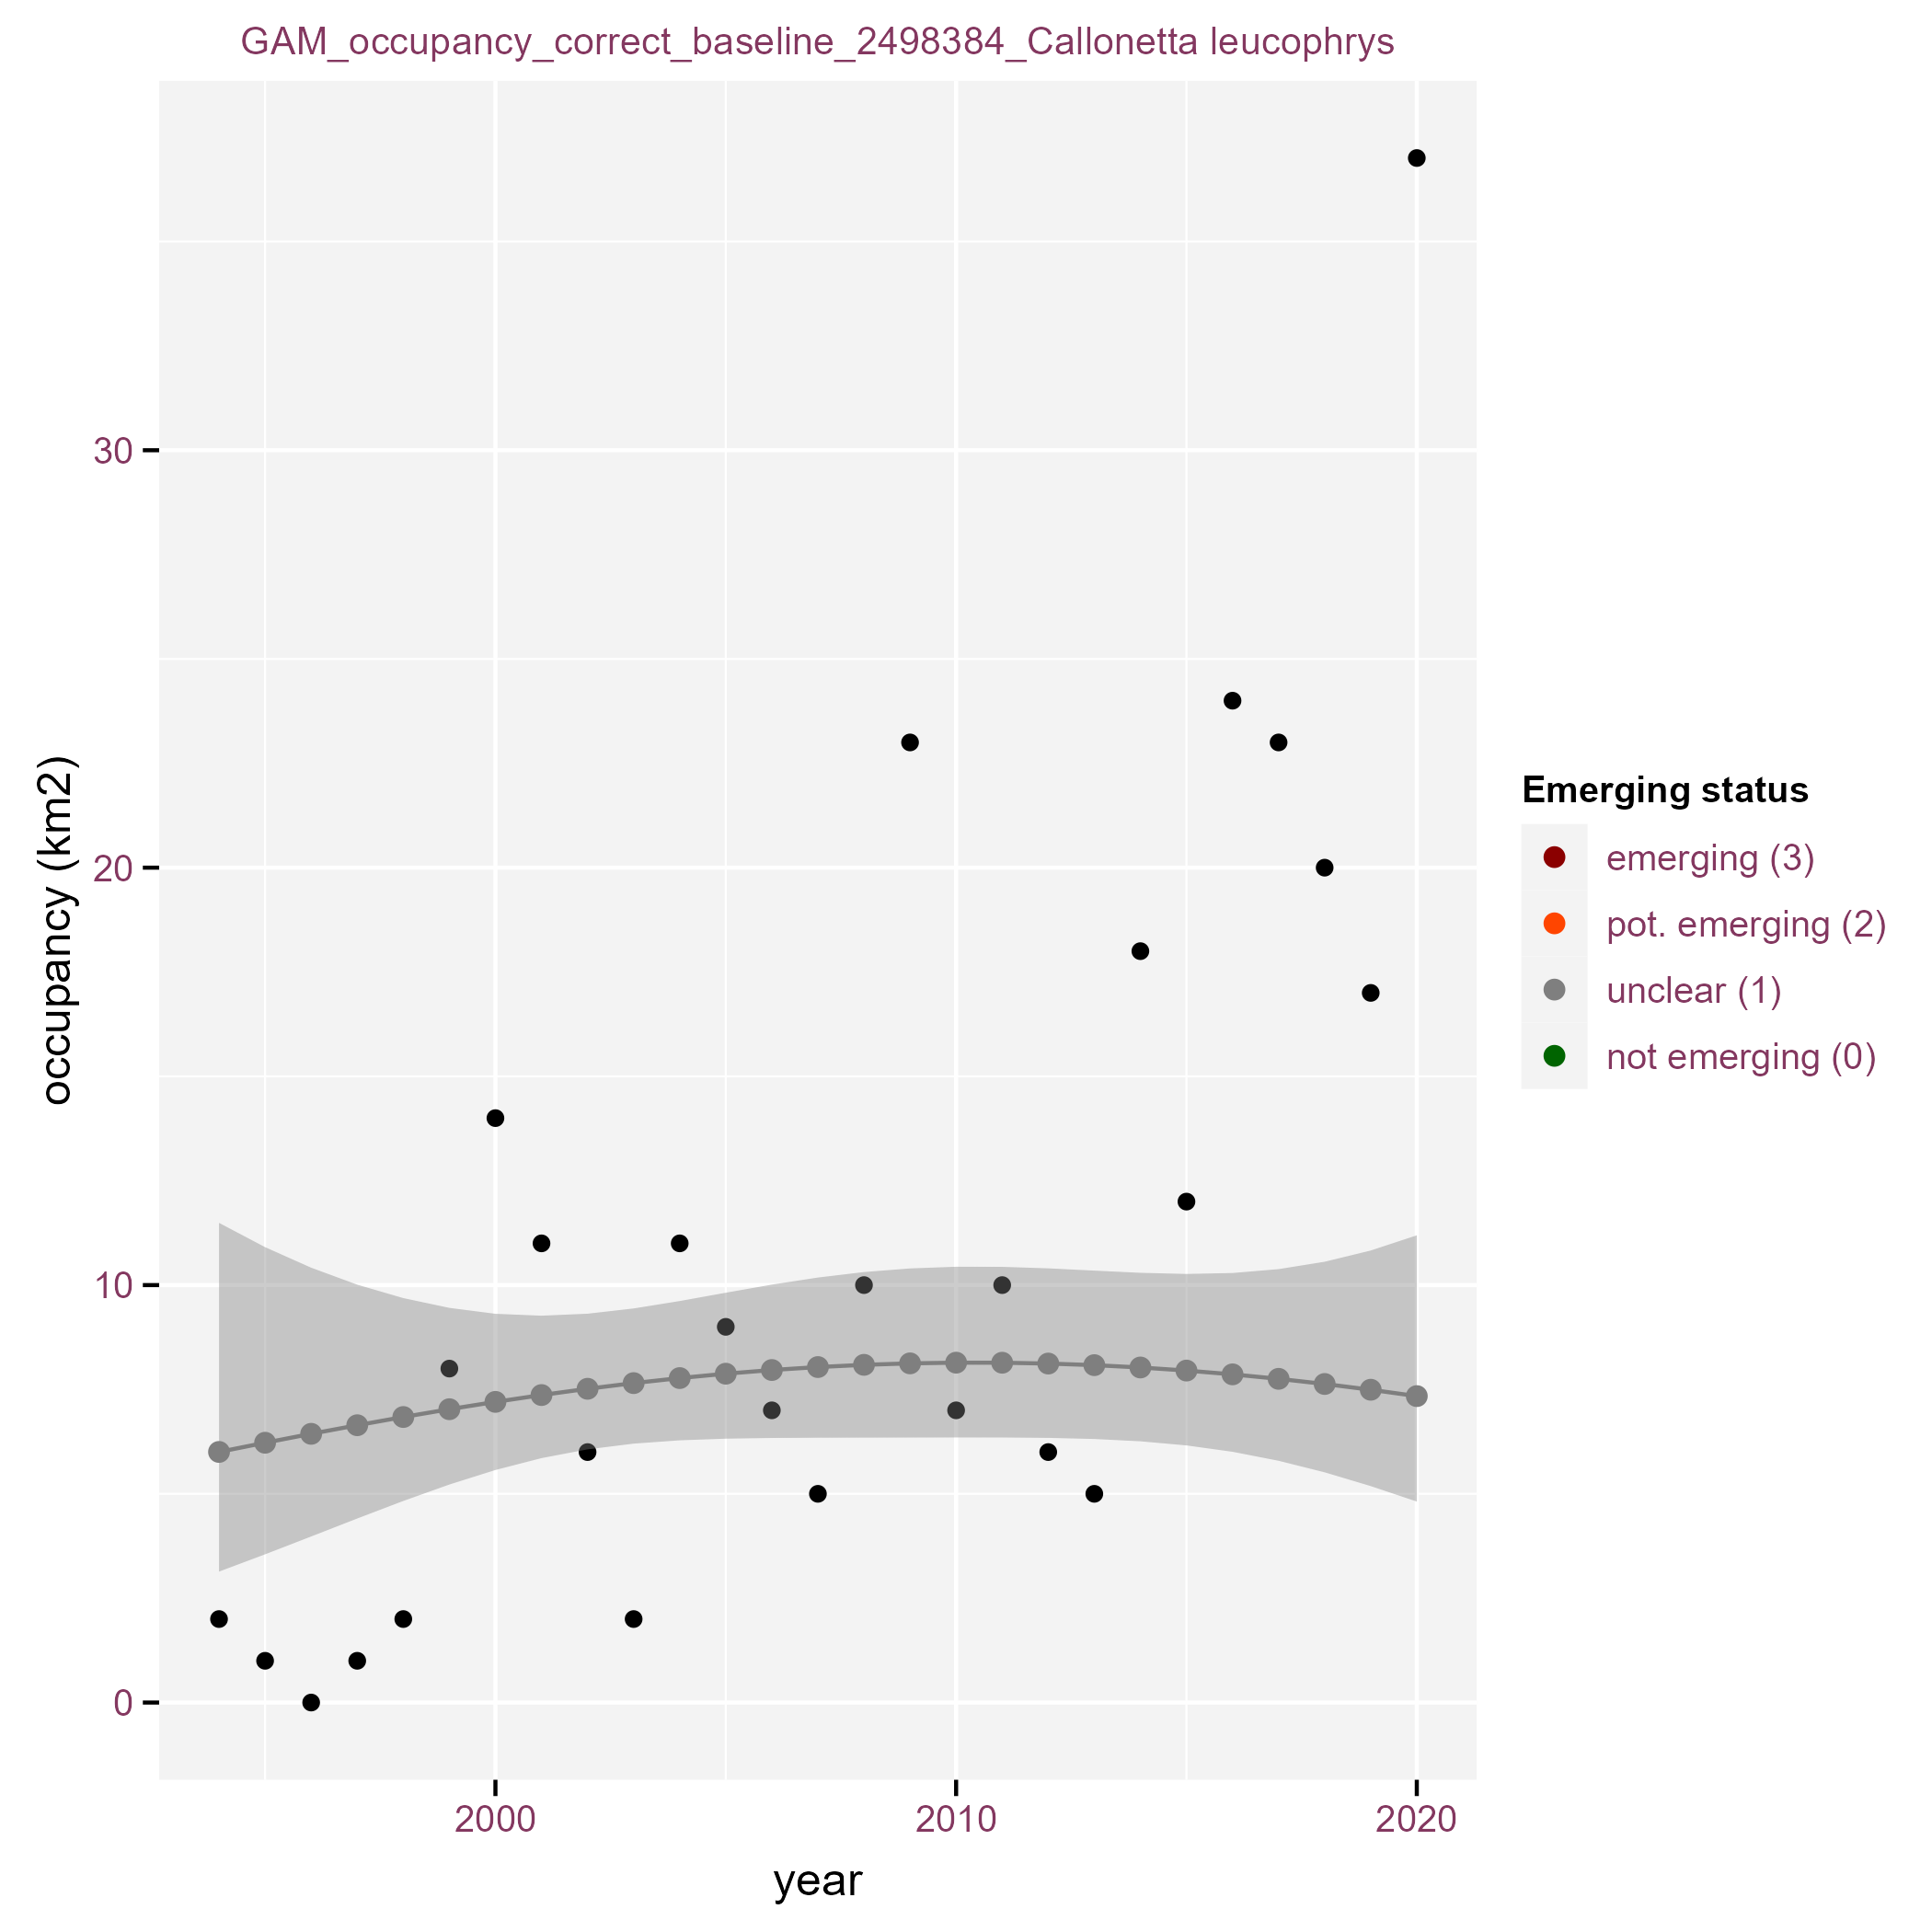 GAM_occupancy_correct_baseline_2498384_Callonetta leucophrys
30
20
10
0
occupancy (km2)
2000
2010
2020
year
Emerging status
emerging (3)
pot. emerging (2)
unclear (1)
not emerging (0)